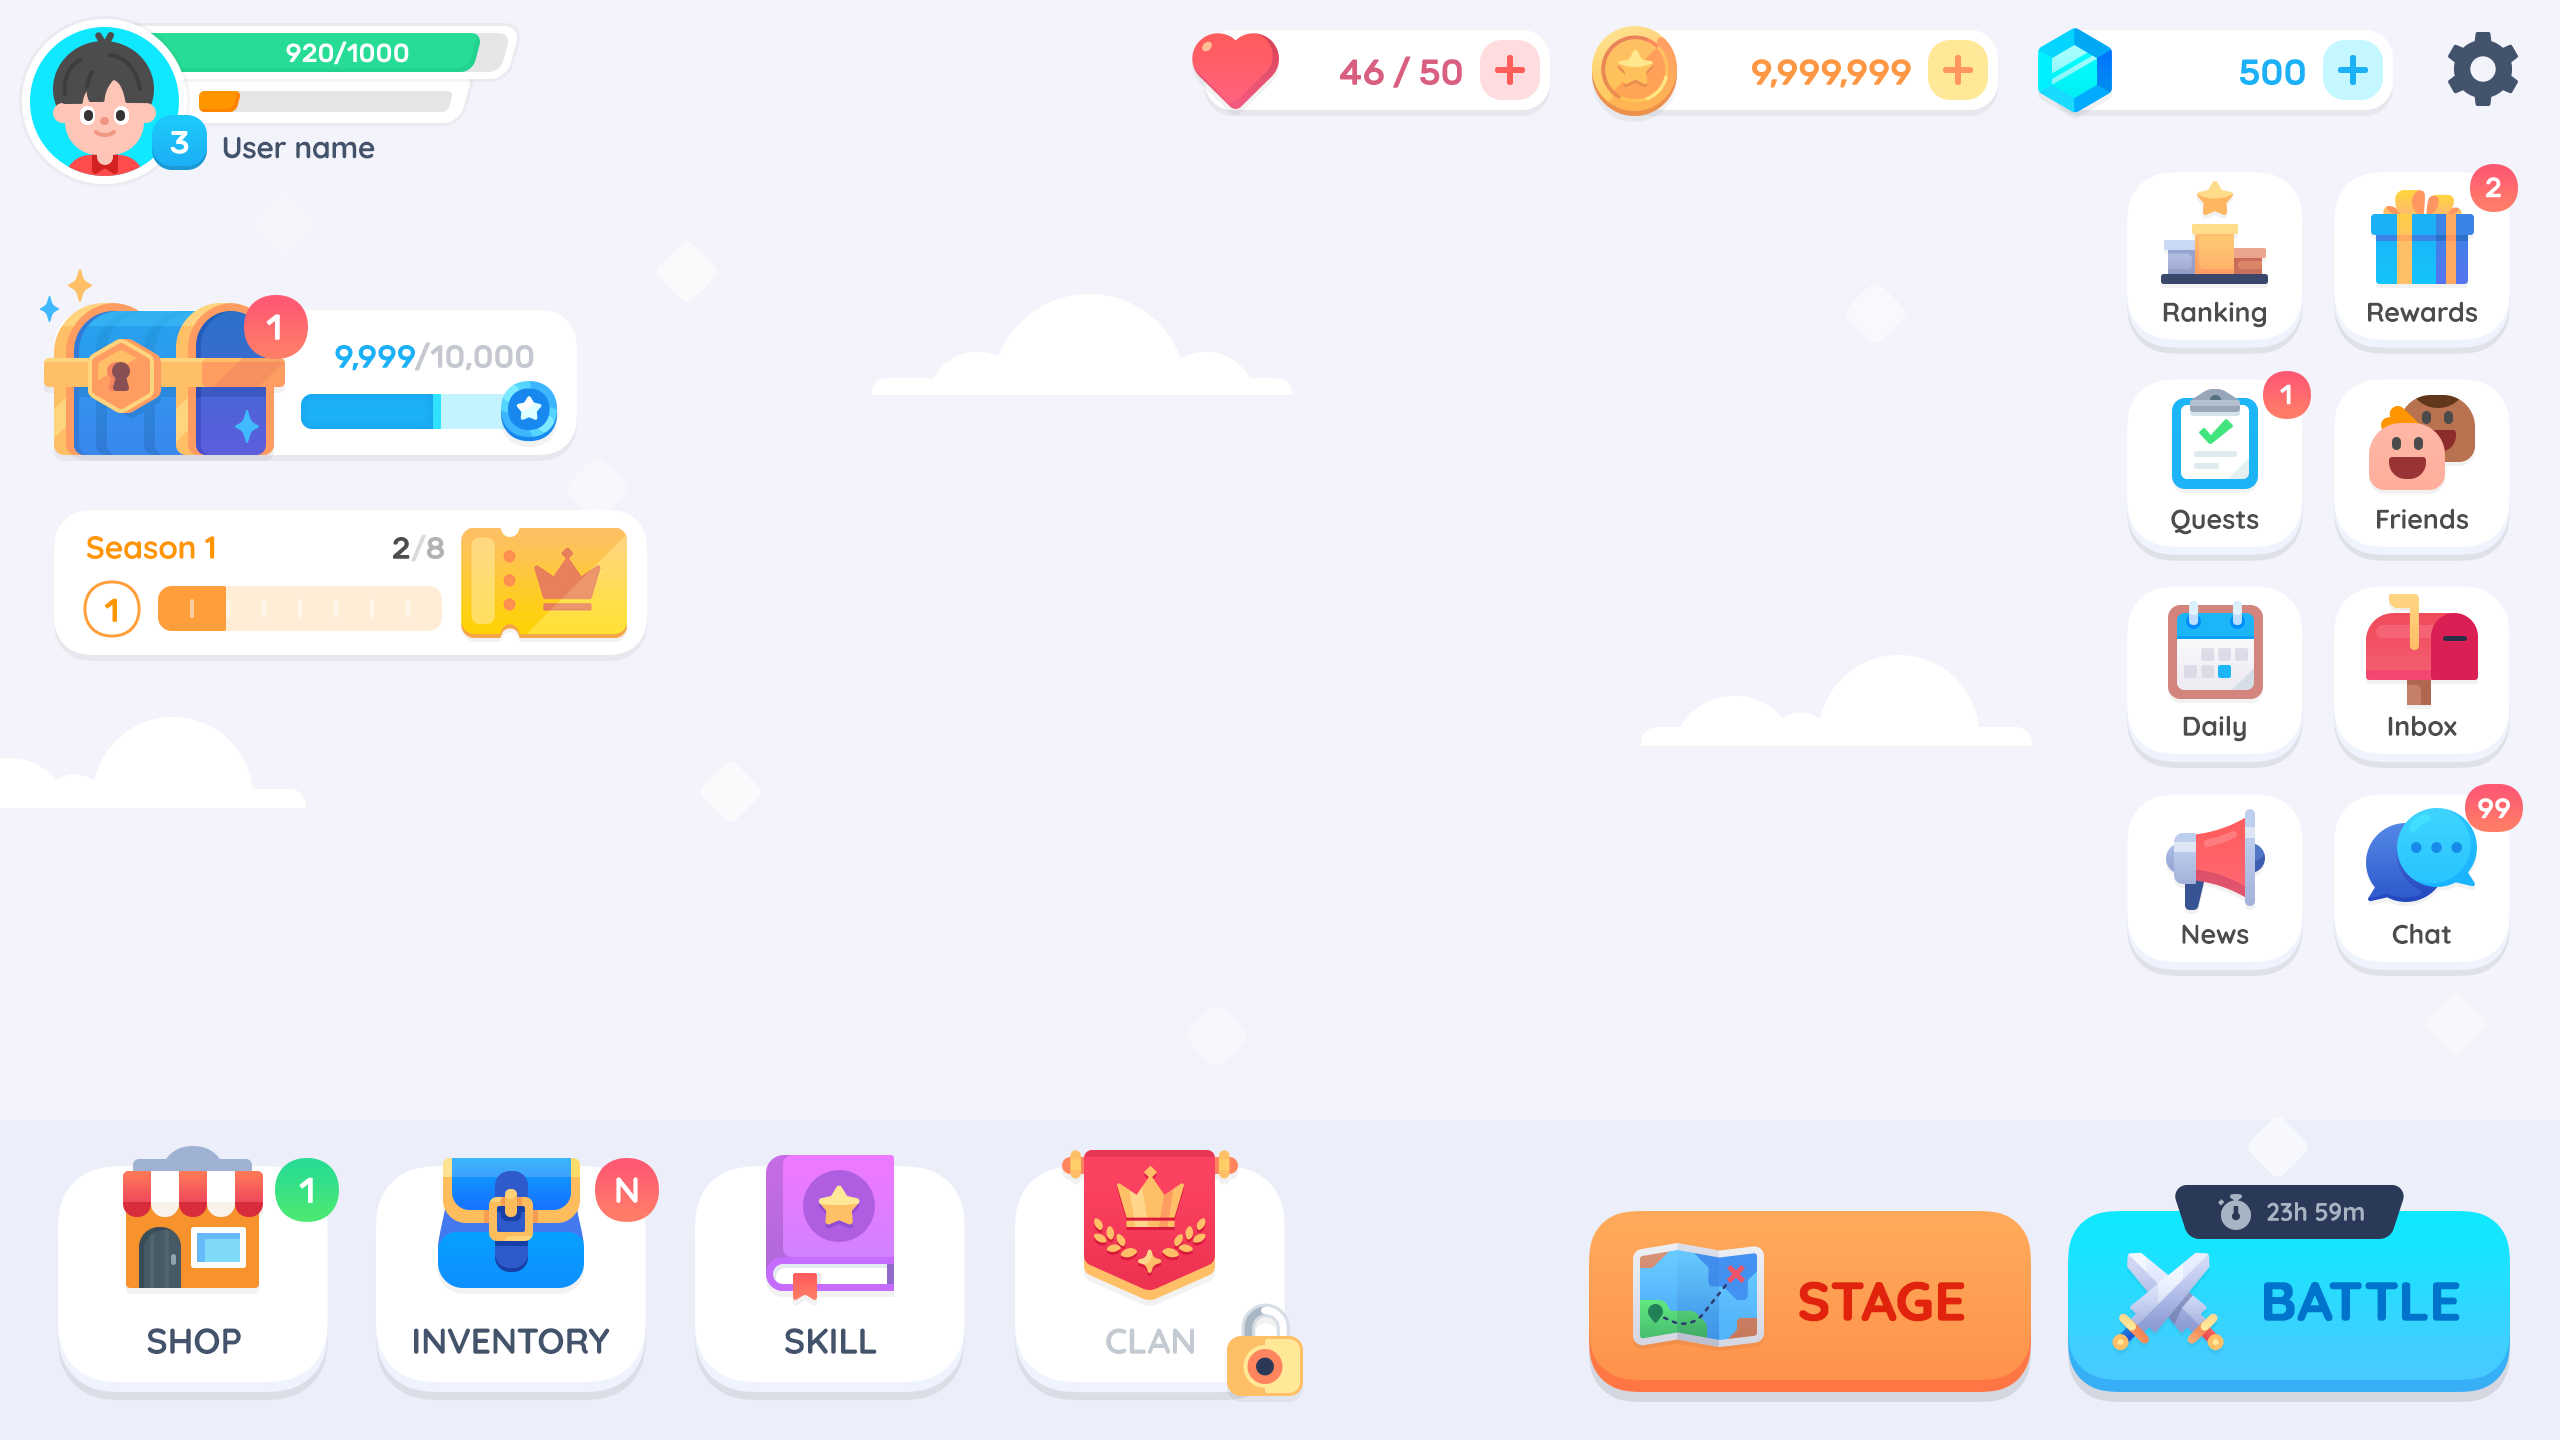 920/1000
3
User name
46 / 50
9,999,999
500
2
Ranking
Rewards
1
Quests
Friends
Daily
Inbox
99
News
Chat
1
9,999/10,000
Season 1
2/8
1
1
SHOP
N
INVENTORY
SKILL
CLAN
STAGE
23h 59m
BATTLE